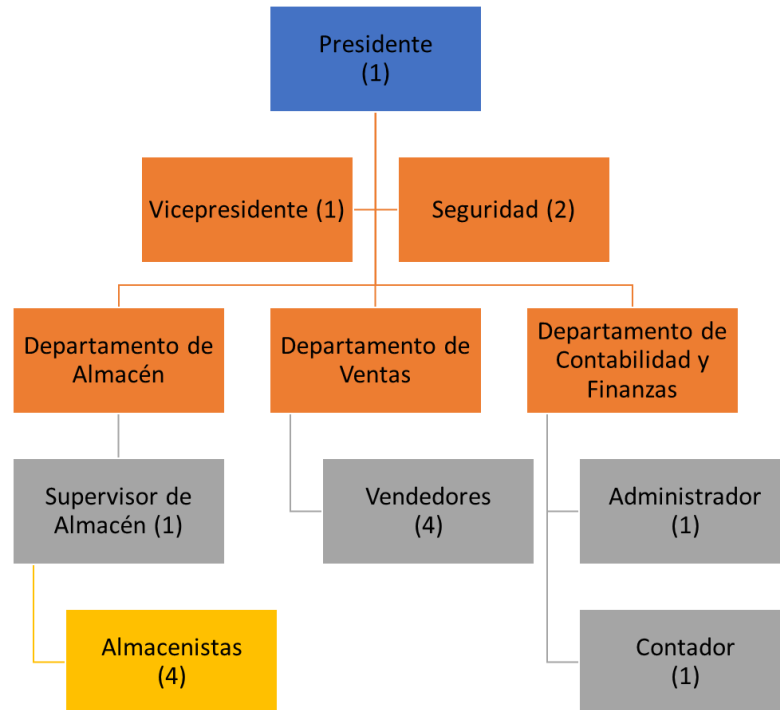 Presidente
(1)
Vicepresidente (1)
Seguridad (2)
Departamento de
Almacén
Departamento de
Ventas
Departamento de
Contabilidad y
Finanzas
Supervisor de
Almacén (1)
Vendedores
(4)
Administrador
(1)
Almacenistas
(4)
Contador
(1)